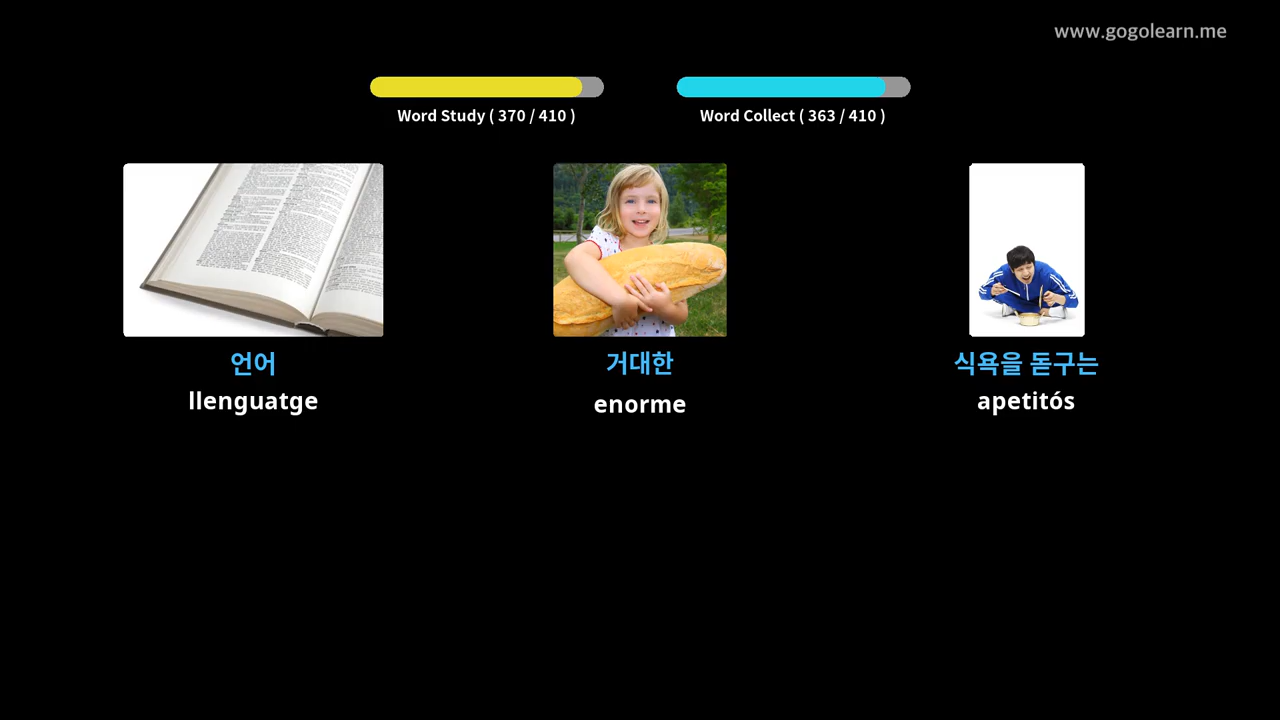 www.gogolearn.me
Word Study ( 370 / 410 )
Word Collect ( 363 / 410 )
언어
llenguatge
거대한
enorme
식욕을 돋구는
apetitós